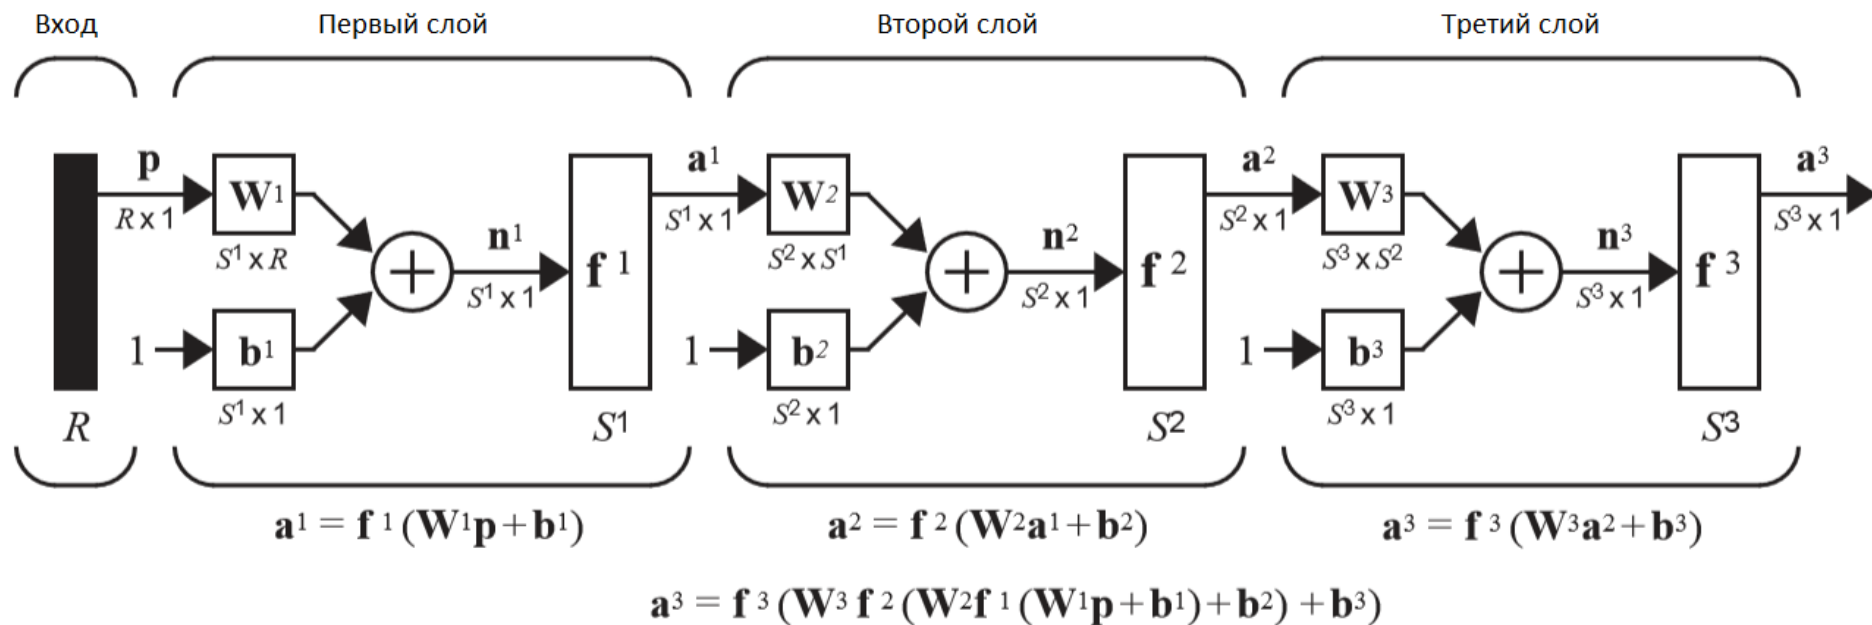 Вход Первый слой Второй слой Третий слой
p a¹ a² a³
W¹ W² W³
R x 1 S¹ x 1 S² x 1 S³ x 1
n¹ n² n³
S¹ x R S² x S¹ S³ x S²
f ¹ f ² f ³
S¹ x 1 S² x 1 S³ x 1
1 b¹ 1 b² 1 b³
S¹ x 1 S² x 1 S³ x 1
R S¹ S² S³
a¹ = f ¹ (W¹p + b¹) a² = f ² (W²a¹ + b²) a³ = f ³ (W³a² + b³)
a³ = f ³ (W³ f ² (W²f ¹ (W¹p + b¹) + b²) + b³)